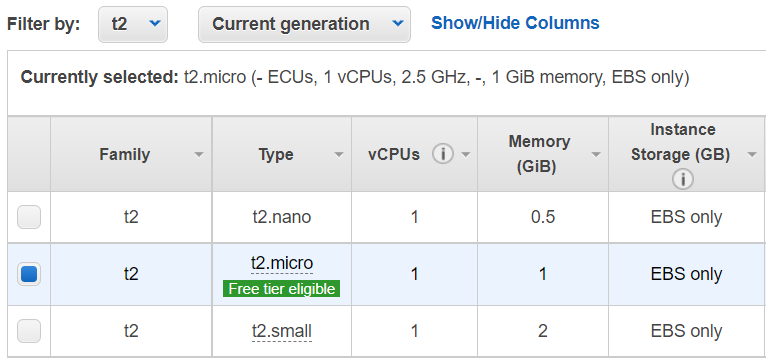 Filter by: t2 Current generation Show/Hide Columns
Currently selected: t2.micro (- ECUs, 1 vCPUs, 2.5 GHz, -, 1 GiB memory, EBS only)
Family Type vCPUs i Memory (GiB) Instance Storage (GB) i
t2 t2.nano 1 0.5 EBS only
t2 t2.micro Free tier eligible 1 1 EBS only
t2 t2.small 1 2 EBS only